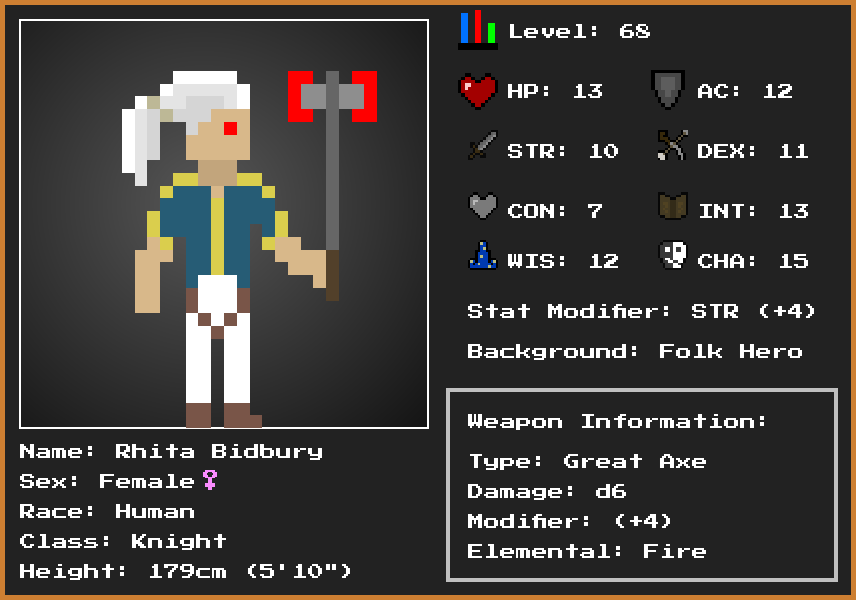 Level: 68
HP: 13
AC: 12
STR: 10
DEX: 11
CON: 7
INT: 13
WIS: 12
CHA: 15
Stat Modifier: STR (+4)
Background: Folk Hero
Weapon Information:
Type: Great Axe
Damage: d6
Modifier: (+4)
Elemental: Fire
Name: Rhita Bidbury
Sex: Female♀
Race: Human
Class: Knight
Height: 179cm (5'10")